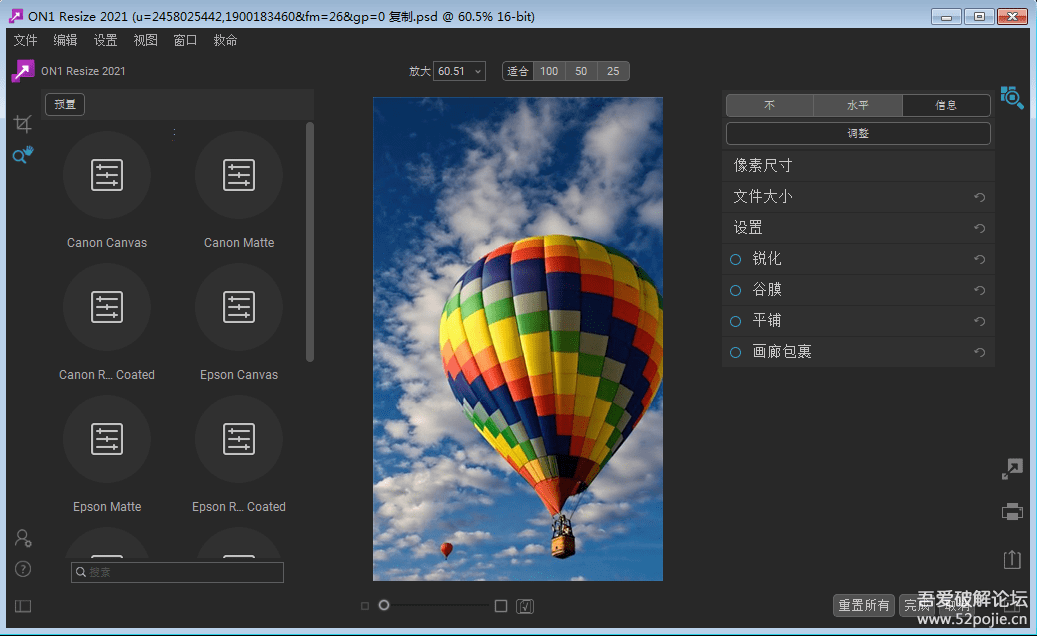 ON1 Resize 2021 (u=2458025442,1900183460&fm=26&gp=0 复制.psd @ 60.5% 16-bit)
文件 编辑 设置 视图 窗口 救命
ON1 Resize 2021
放大 60.51 适合 100 50 25
预置
不 水平 信息
调整
Canon Canvas Canon Matte
Canon R... Coated Epson Canvas
Epson Matte Epson R... Coated
搜索
像素尺寸
文件大小
设置
锐化
谷膜
平铺
画廊包裹
重置所有 完成 取消
吾爱破解论坛
www.52pojie.cn